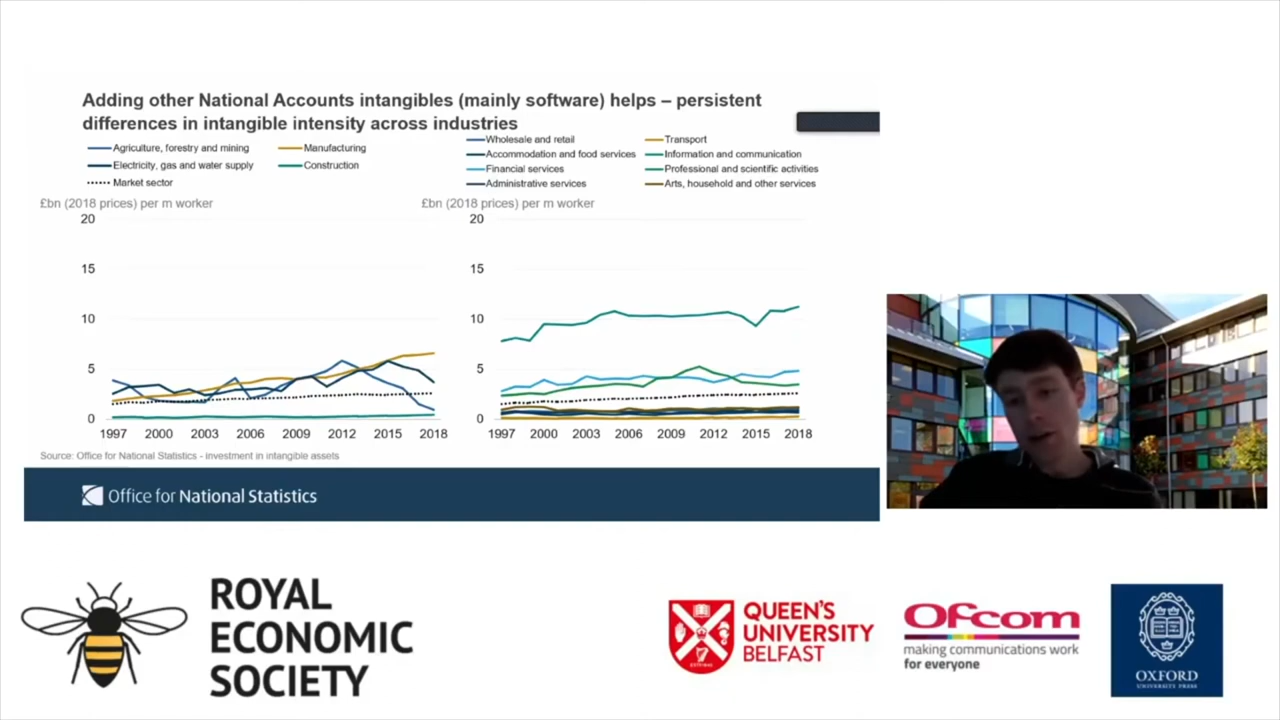 Adding other National Accounts intangibles (mainly software) helps – persistent
differences in intangible intensity across industries
Agriculture, forestry and mining
Manufacturing
Electricity, gas and water supply
Construction
Market sector
£bn (2018 prices) per m worker
20
15
10
5
0
1997 2000 2003 2006 2009 2012 2015 2018
Wholesale and retail
Transport
Accommodation and food services
Information and communication
Financial services
Professional and scientific activities
Administrative services
Arts, household and other services
£bn (2018 prices) per m worker
20
15
10
5
0
1997 2000 2003 2006 2009 2012 2015 2018
Source: Office for National Statistics - investment in intangible assets
Office for National Statistics
ROYAL
ECONOMIC
SOCIETY
QUEEN'S
UNIVERSITY
BELFAST
Ofcom
making communications work
for everyone
OXFORD
UNIVERSITY PRESS